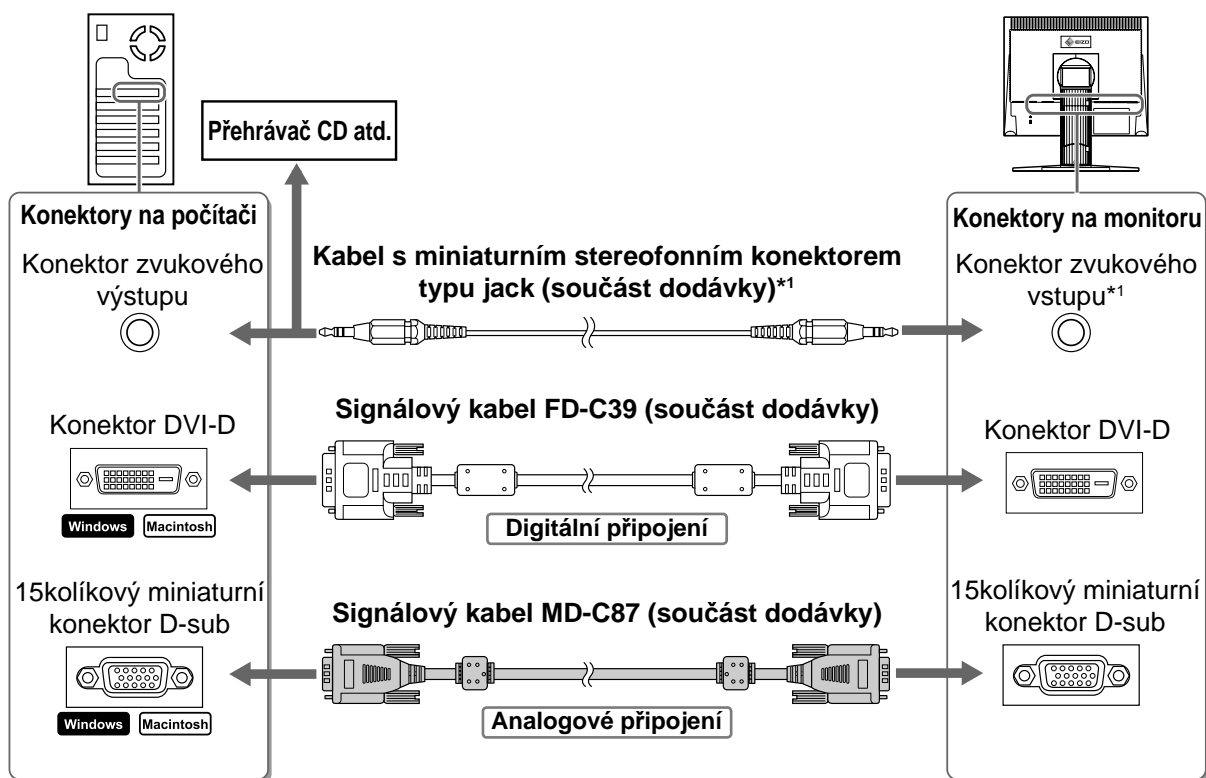 EIZO
Přehrávač CD atd.
Konektory na počítači
Konektor zvukového
výstupu
Kabel s miniaturním stereofonním konektorem
typu jack (součást dodávky)*1
Konektory na monitoru
Konektor zvukového
vstupu*1
Konektor DVI-D
Windows Macintosh
Signálový kabel FD-C39 (součást dodávky)
Digitální připojení
Konektor DVI-D
15kolíkový miniaturní
konektor D-sub
Windows Macintosh
Signálový kabel MD-C87 (součást dodávky)
Analogové připojení
15kolíkový miniaturní
konektor D-sub